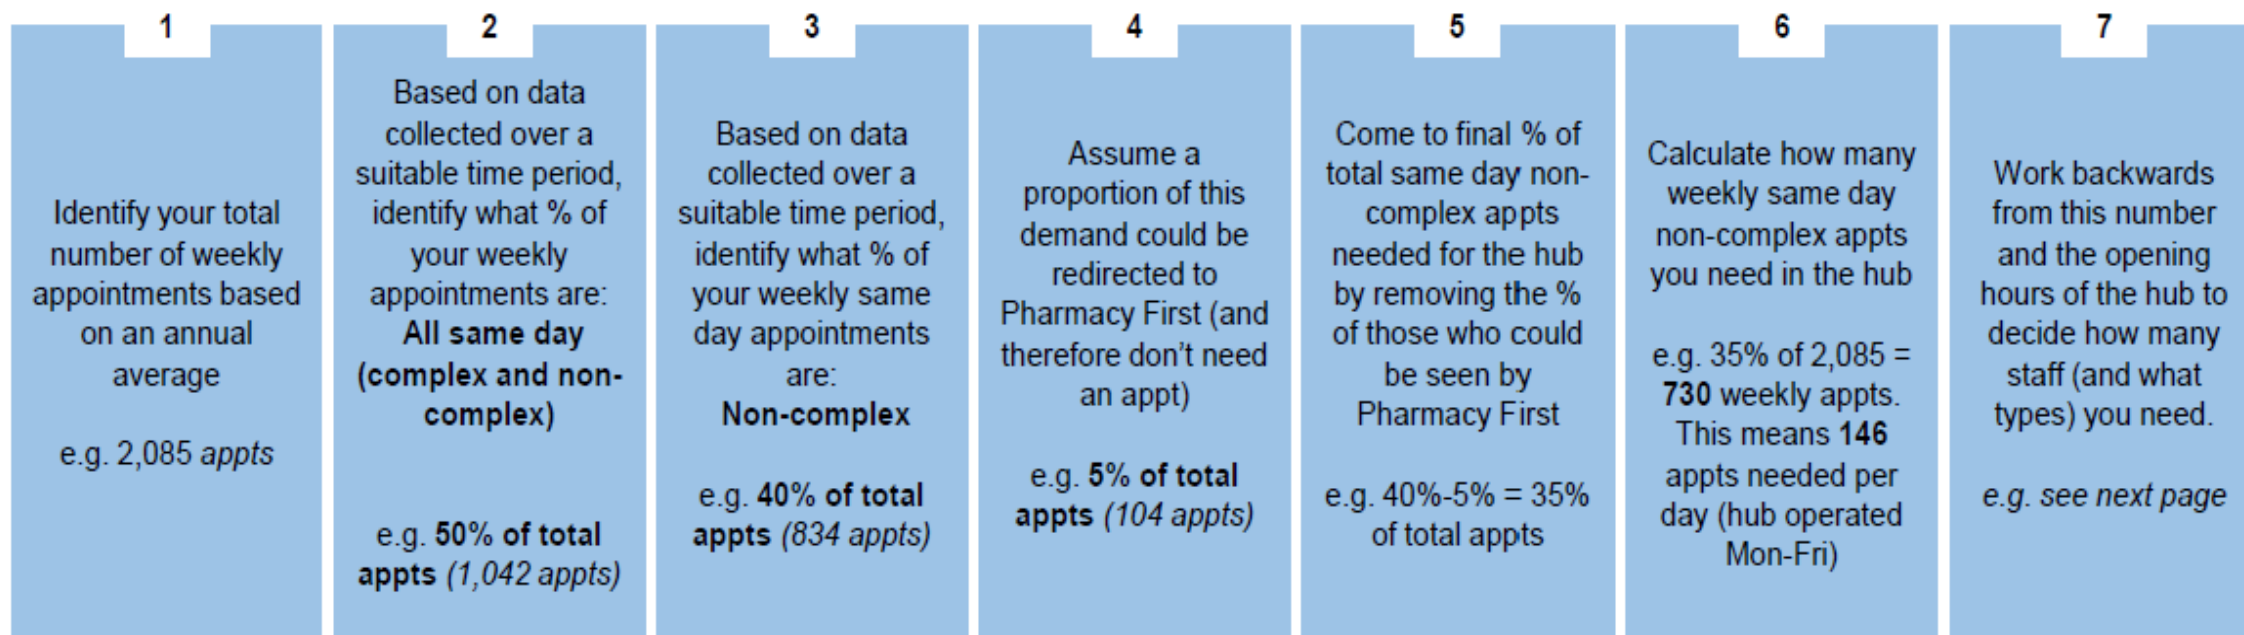 1
Identify your total
number of weekly
appointments based
on an annual
average
e.g. 2,085 appts
2
Based on data
collected over a
suitable time period,
identify what % of
your weekly
appointments are:
All same day
(complex and non-
complex)
e.g. 50% of total
appts (1,042 appts)
3
Based on data
collected over a
suitable time period,
identify what % of
your weekly same
day appointments
are:
Non-complex
e.g. 40% of total
appts (834 appts)
4
Assume a
proportion of this
demand could be
redirected to
Pharmacy First (and
therefore don't need
an appt)
e.g. 5% of total
appts (104 appts)
5
Come to final % of
total same day non-
complex appts
needed for the hub
by removing the %
of those who could
be seen by
Pharmacy First
e.g. 40%-5% = 35%
of total appts
6
Calculate how many
weekly same day
non-complex appts
you need in the hub
e.g. 35% of 2,085 =
730 weekly appts.
This means 146
appts needed per
day (hub operated
Mon-Fri)
7
Work backwards
from this number
and the opening
hours of the hub to
decide how many
staff (and what
types) you need.
e.g. see next page